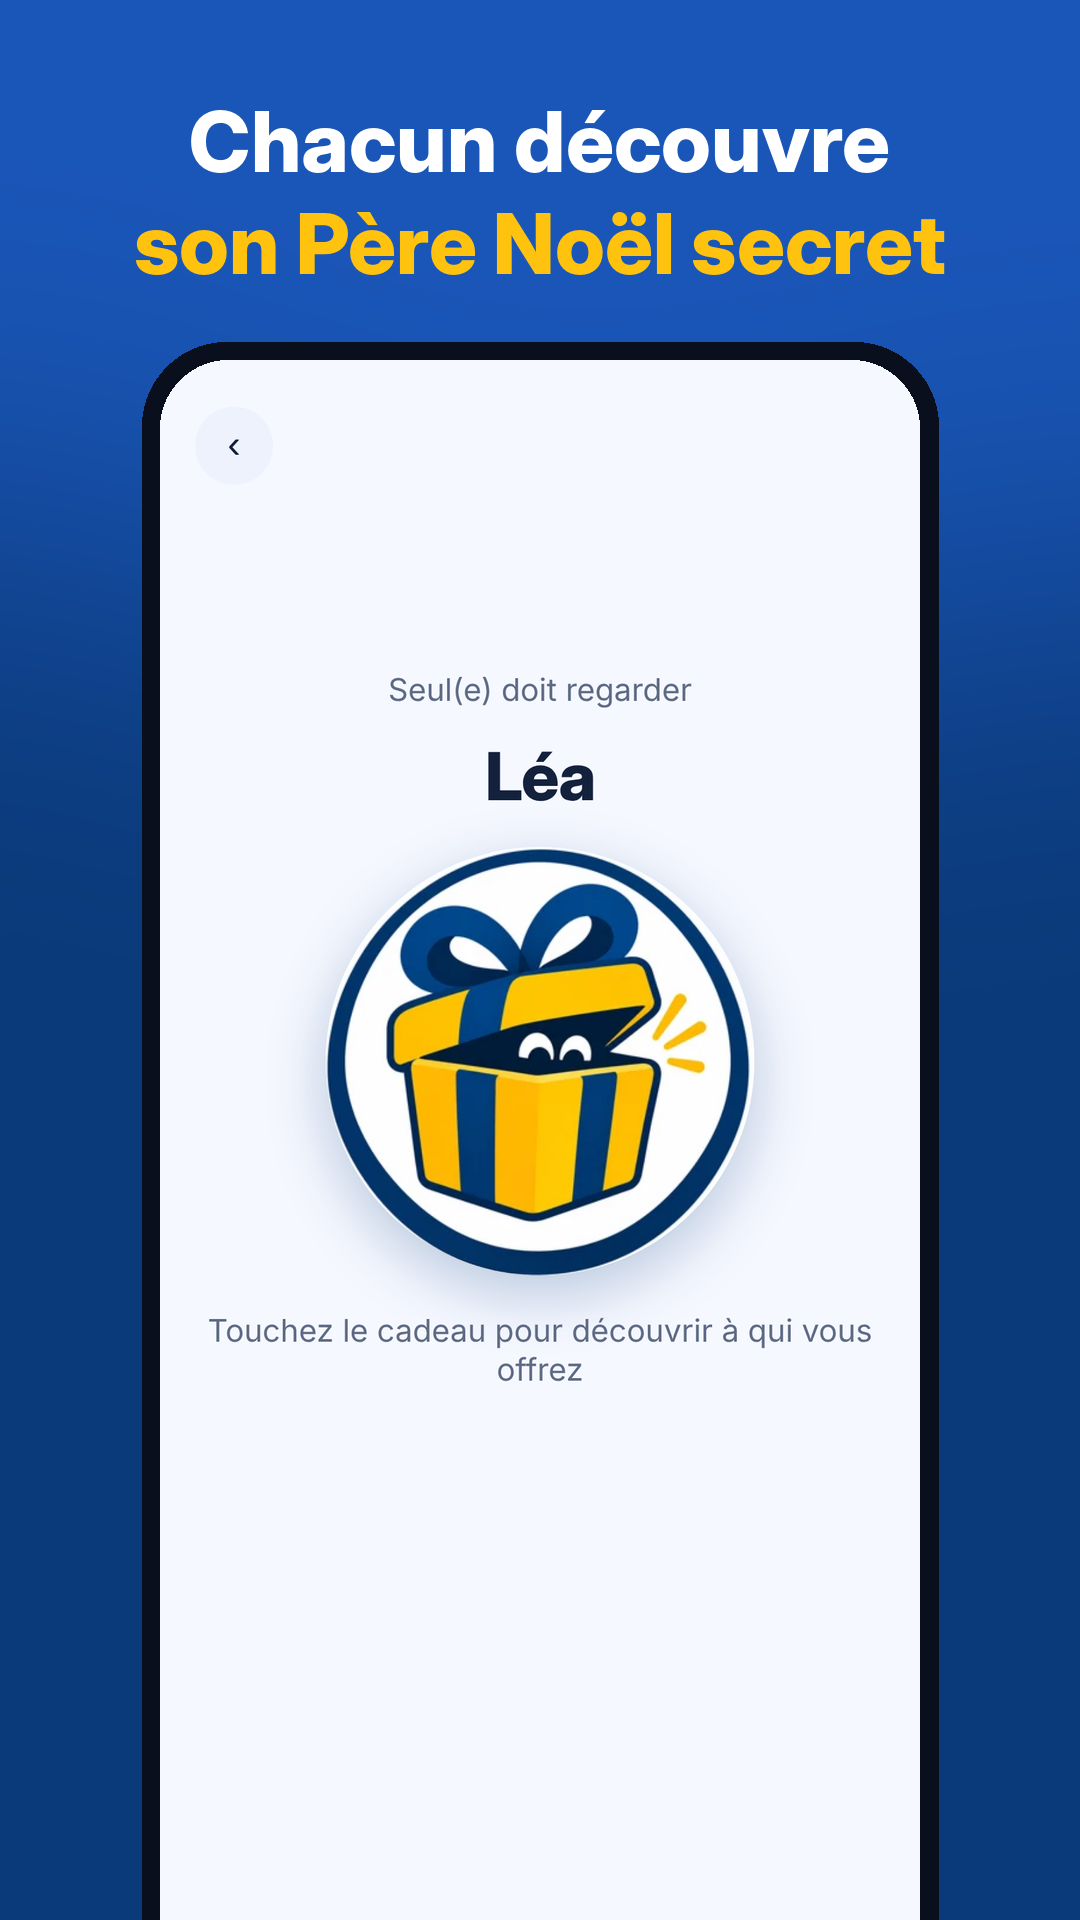 Chacun découvre
son Père Noël secret
‹
Seul(e) doit regarder
Léa
Touchez le cadeau pour découvrir à qui vous
offrez